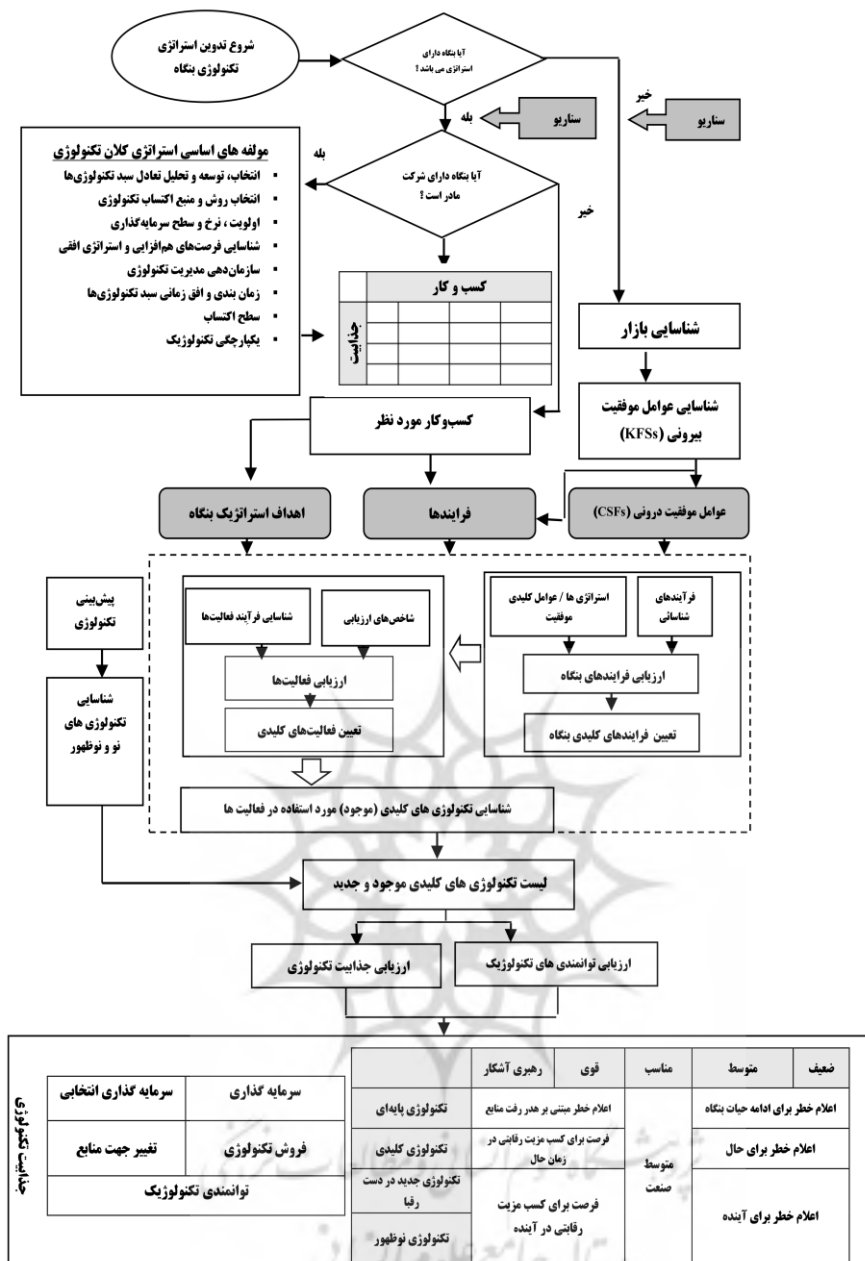 شروع تدوین استراتژی
تکنولوژی بنگاه
آیا بنگاه دارای
استراتژی می باشد ؟
خیر
سناریو
بله
سناریو
آیا بنگاه دارای شرکت
مادر است ؟
بله
خیر
مولفه های اساسی استراتژی کلان تکنولوژی
▪ انتخاب، توسعه و تحلیل تعادل سبد تکنولوژی‌ها
▪ انتخاب روش و منبع اکتساب تکنولوژی
▪ اولویت ، نرخ و سطح سرمایه‌گذاری
▪ شناسایی فرصت‌های هم‌افزایی و استراتژی افقی
▪ سازمان‌دهی مدیریت تکنولوژی
▪ زمان بندی و افق زمانی سبد تکنولوژی‌ها
▪ سطح اکتساب
▪ یکپارچگی تکنولوژیک
کسب و کار
جذابیت
شناسایی بازار
شناسایی عوامل موفقیت
بیرونی (KFSs)
کسب‌وکار مورد نظر
عوامل موفقیت درونی (CSFs)
فرایندها
اهداف استراتژیک بنگاه
فرآیندهای
شناسائی
استراتژی ها / عوامل کلیدی
موفقیت
ارزیابی فرایندهای بنگاه
تعیین فرایندهای کلیدی بنگاه
شاخص‌های ارزیابی
شناسایی فرآیند فعالیت‌ها
ارزیابی فعالیت‌ها
تعیین فعالیت‌های کلیدی
پیش‌بینی
تکنولوژی
شناسایی
تکنولوژی های
نو و نوظهور
شناسایی تکنولوژی های کلیدی (موجود) مورد استفاده در فعالیت ها
لیست تکنولوژی های کلیدی موجود و جدید
ارزیابی توانمندی های تکنولوژیک
ارزیابی جذابیت تکنولوژی
ضعیف
متوسط
مناسب
قوی
رهبری آشکار
اعلام خطر برای ادامه حیات بنگاه
متوسط
صنعت
اعلام خطر مبتنی بر هدر رفت منابع
تکنولوژی پایه‌ای
اعلام خطر برای حال
فرصت برای کسب مزیت رقابتی در
زمان حال
تکنولوژی کلیدی
اعلام خطر برای آینده
فرصت برای کسب مزیت
رقابتی در آینده
تکنولوژی جدید در دست
رقبا
تکنولوژی نوظهور
سرمایه گذاری
سرمایه گذاری انتخابی
فروش تکنولوژی
تغییر جهت منابع
توانمندی تکنولوژیک
جذابیت تکنولوژی